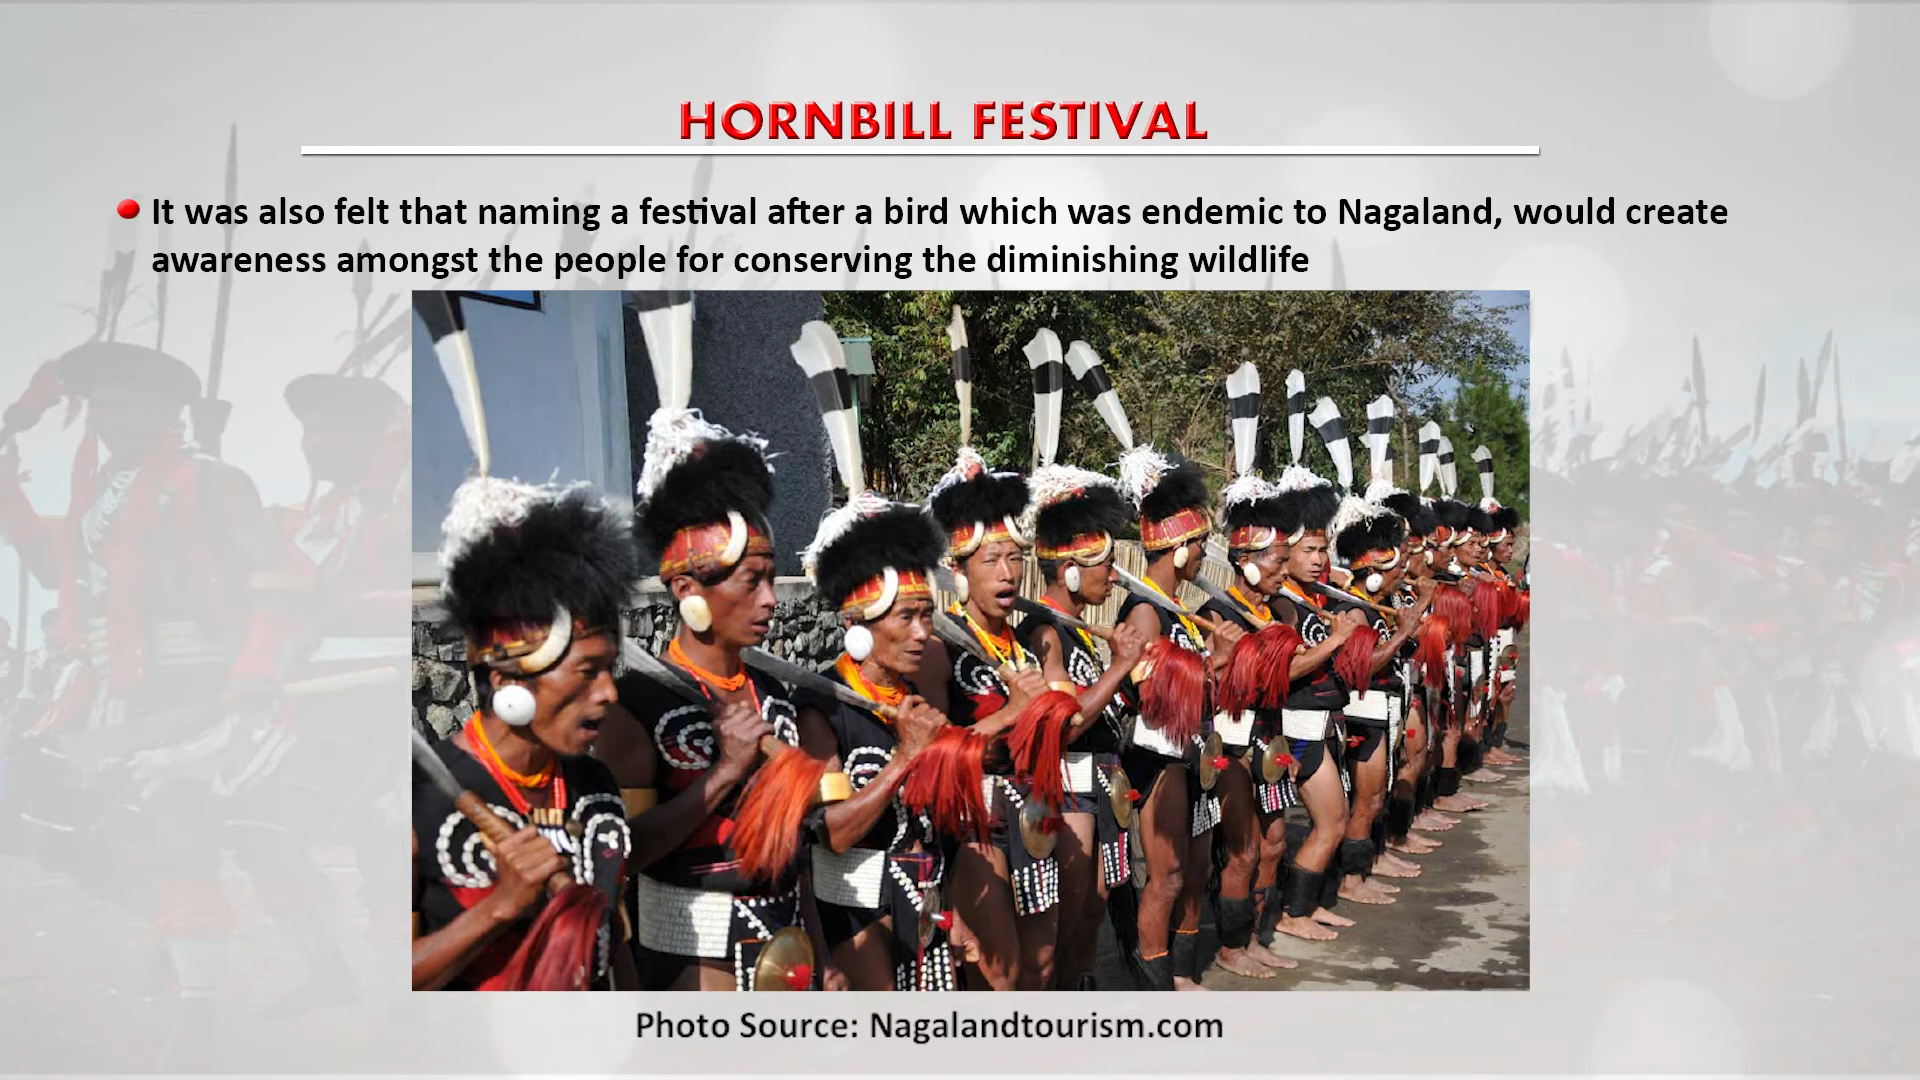 HORNBILL FESTIVAL
It was also felt that naming a festival after a bird which was endemic to Nagaland, would create
awareness amongst the people for conserving the diminishing wildlife
Photo Source: Nagalandtourism.com